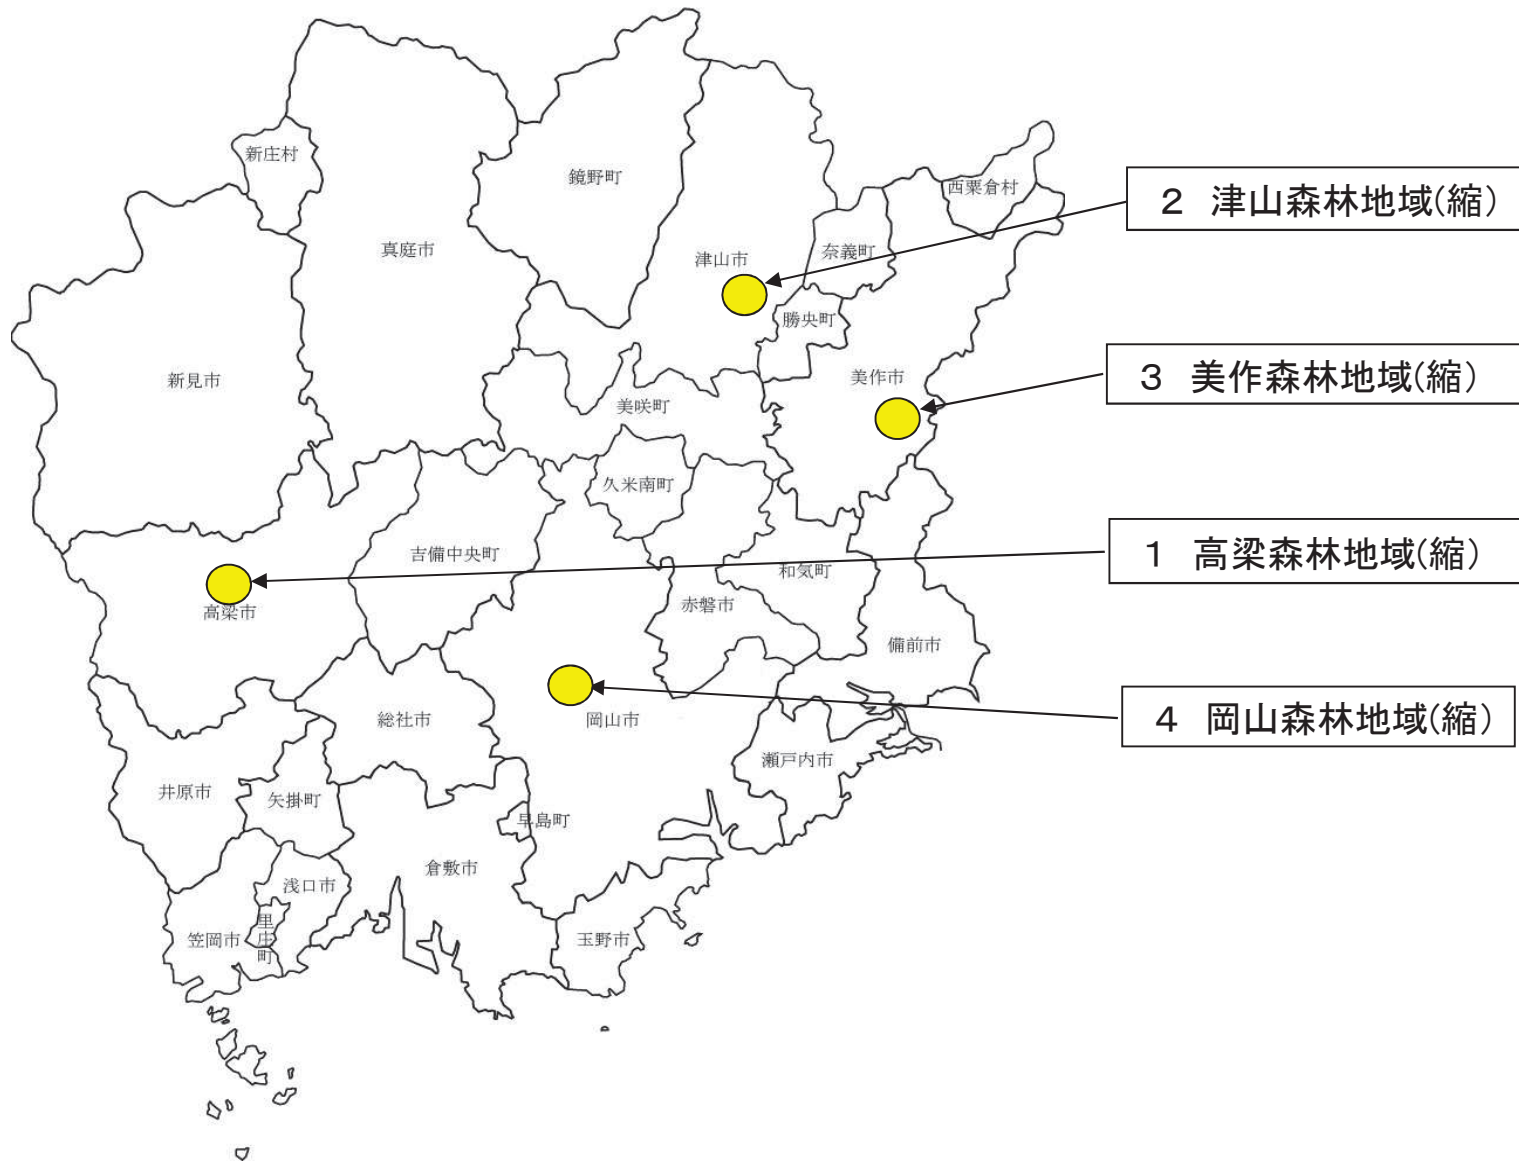 新庄村
鏡野町
西粟倉村
2 津山森林地域(縮)
真庭市
津山市
奈義町
勝央町
新見市
美作市
3 美作森林地域(縮)
美咲町
久米南町
吉備中央町
和気町
1 高梁森林地域(縮)
高梁市
赤磐市
備前市
総社市
岡山市
4 岡山森林地域(縮)
瀬戸内市
井原市
矢掛町
早島町
倉敷市
浅口市
里庄町
笠岡市
玉野市